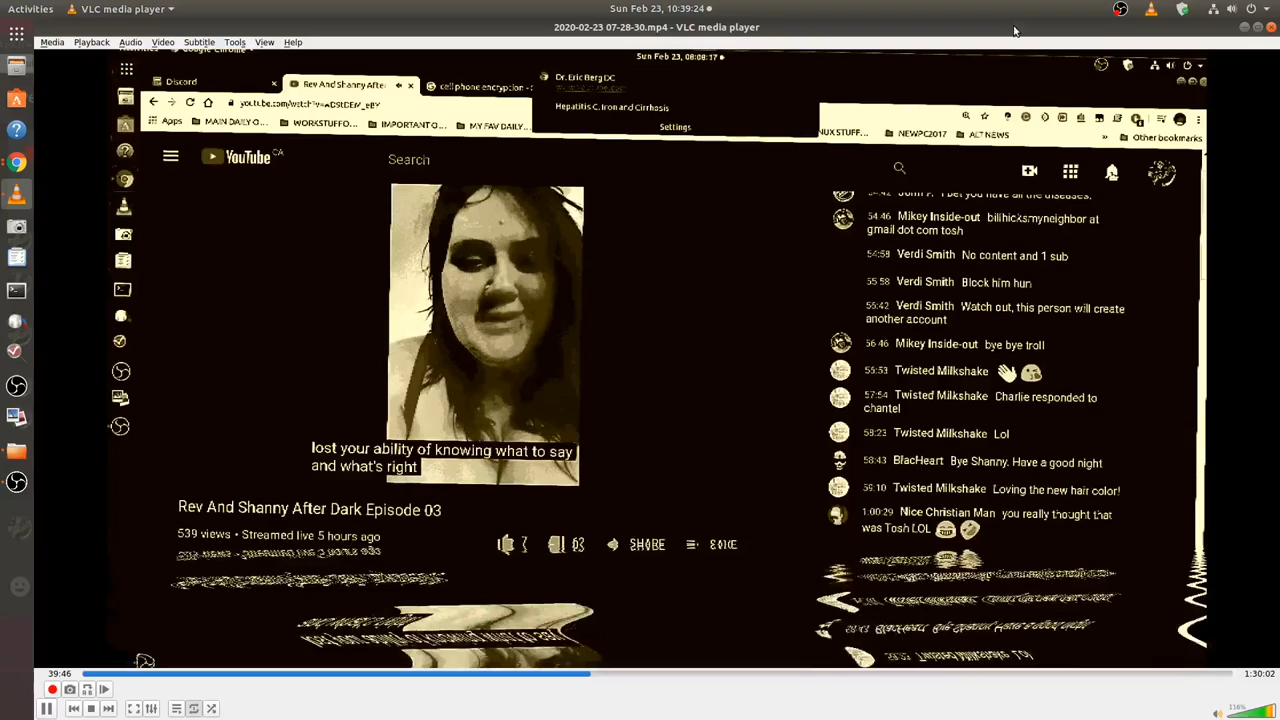 Activities
VLC media player
Sun Feb 23, 10:39:24
2020-02-23 07-28-30.mp4 - VLC media player
Media Playback Audio Video Subtitle Tools View Help
Sun Feb 23, 08:08:17
Discord
Rev And Shanny After
cell phone encryption -
Dr. Eric Berg DC
Hepatitis C, Iron and Cirrhosis
Settings
Apps
MAIN DAILY O...
WORKSTUFFO...
IMPORTANT O...
MY FAV DAILY...
NUX STUFF...
NEWPC2017
ALT NEWS
»
Other bookmarks
YouTube CA
Search
54:46 Mikey Inside-out bilihicksmyneighbor at
gmail dot com tosh
54:58 Verdi Smith No content and 1 sub
55:58 Verdi Smith Block him hun
56:42 Verdi Smith Watch out, this person will create
another account
56:46 Mikey Inside-out bye bye troll
56:53 Twisted Milkshake
57:54 Twisted Milkshake Charlie responded to
chantel
58:23 Twisted Milkshake Lol
58:43 BlacHeart Bye Shanny. Have a good night
59:10 Twisted Milkshake Loving the new hair color!
1:00:29 Nice Christian Man you really thought that
was Tosh LOL
lost your ability of knowing what to say
and what's right
Rev And Shanny After Dark Episode 03
539 views • Streamed live 5 hours ago
7
63
SHARE
39:46
1:30:02
116%